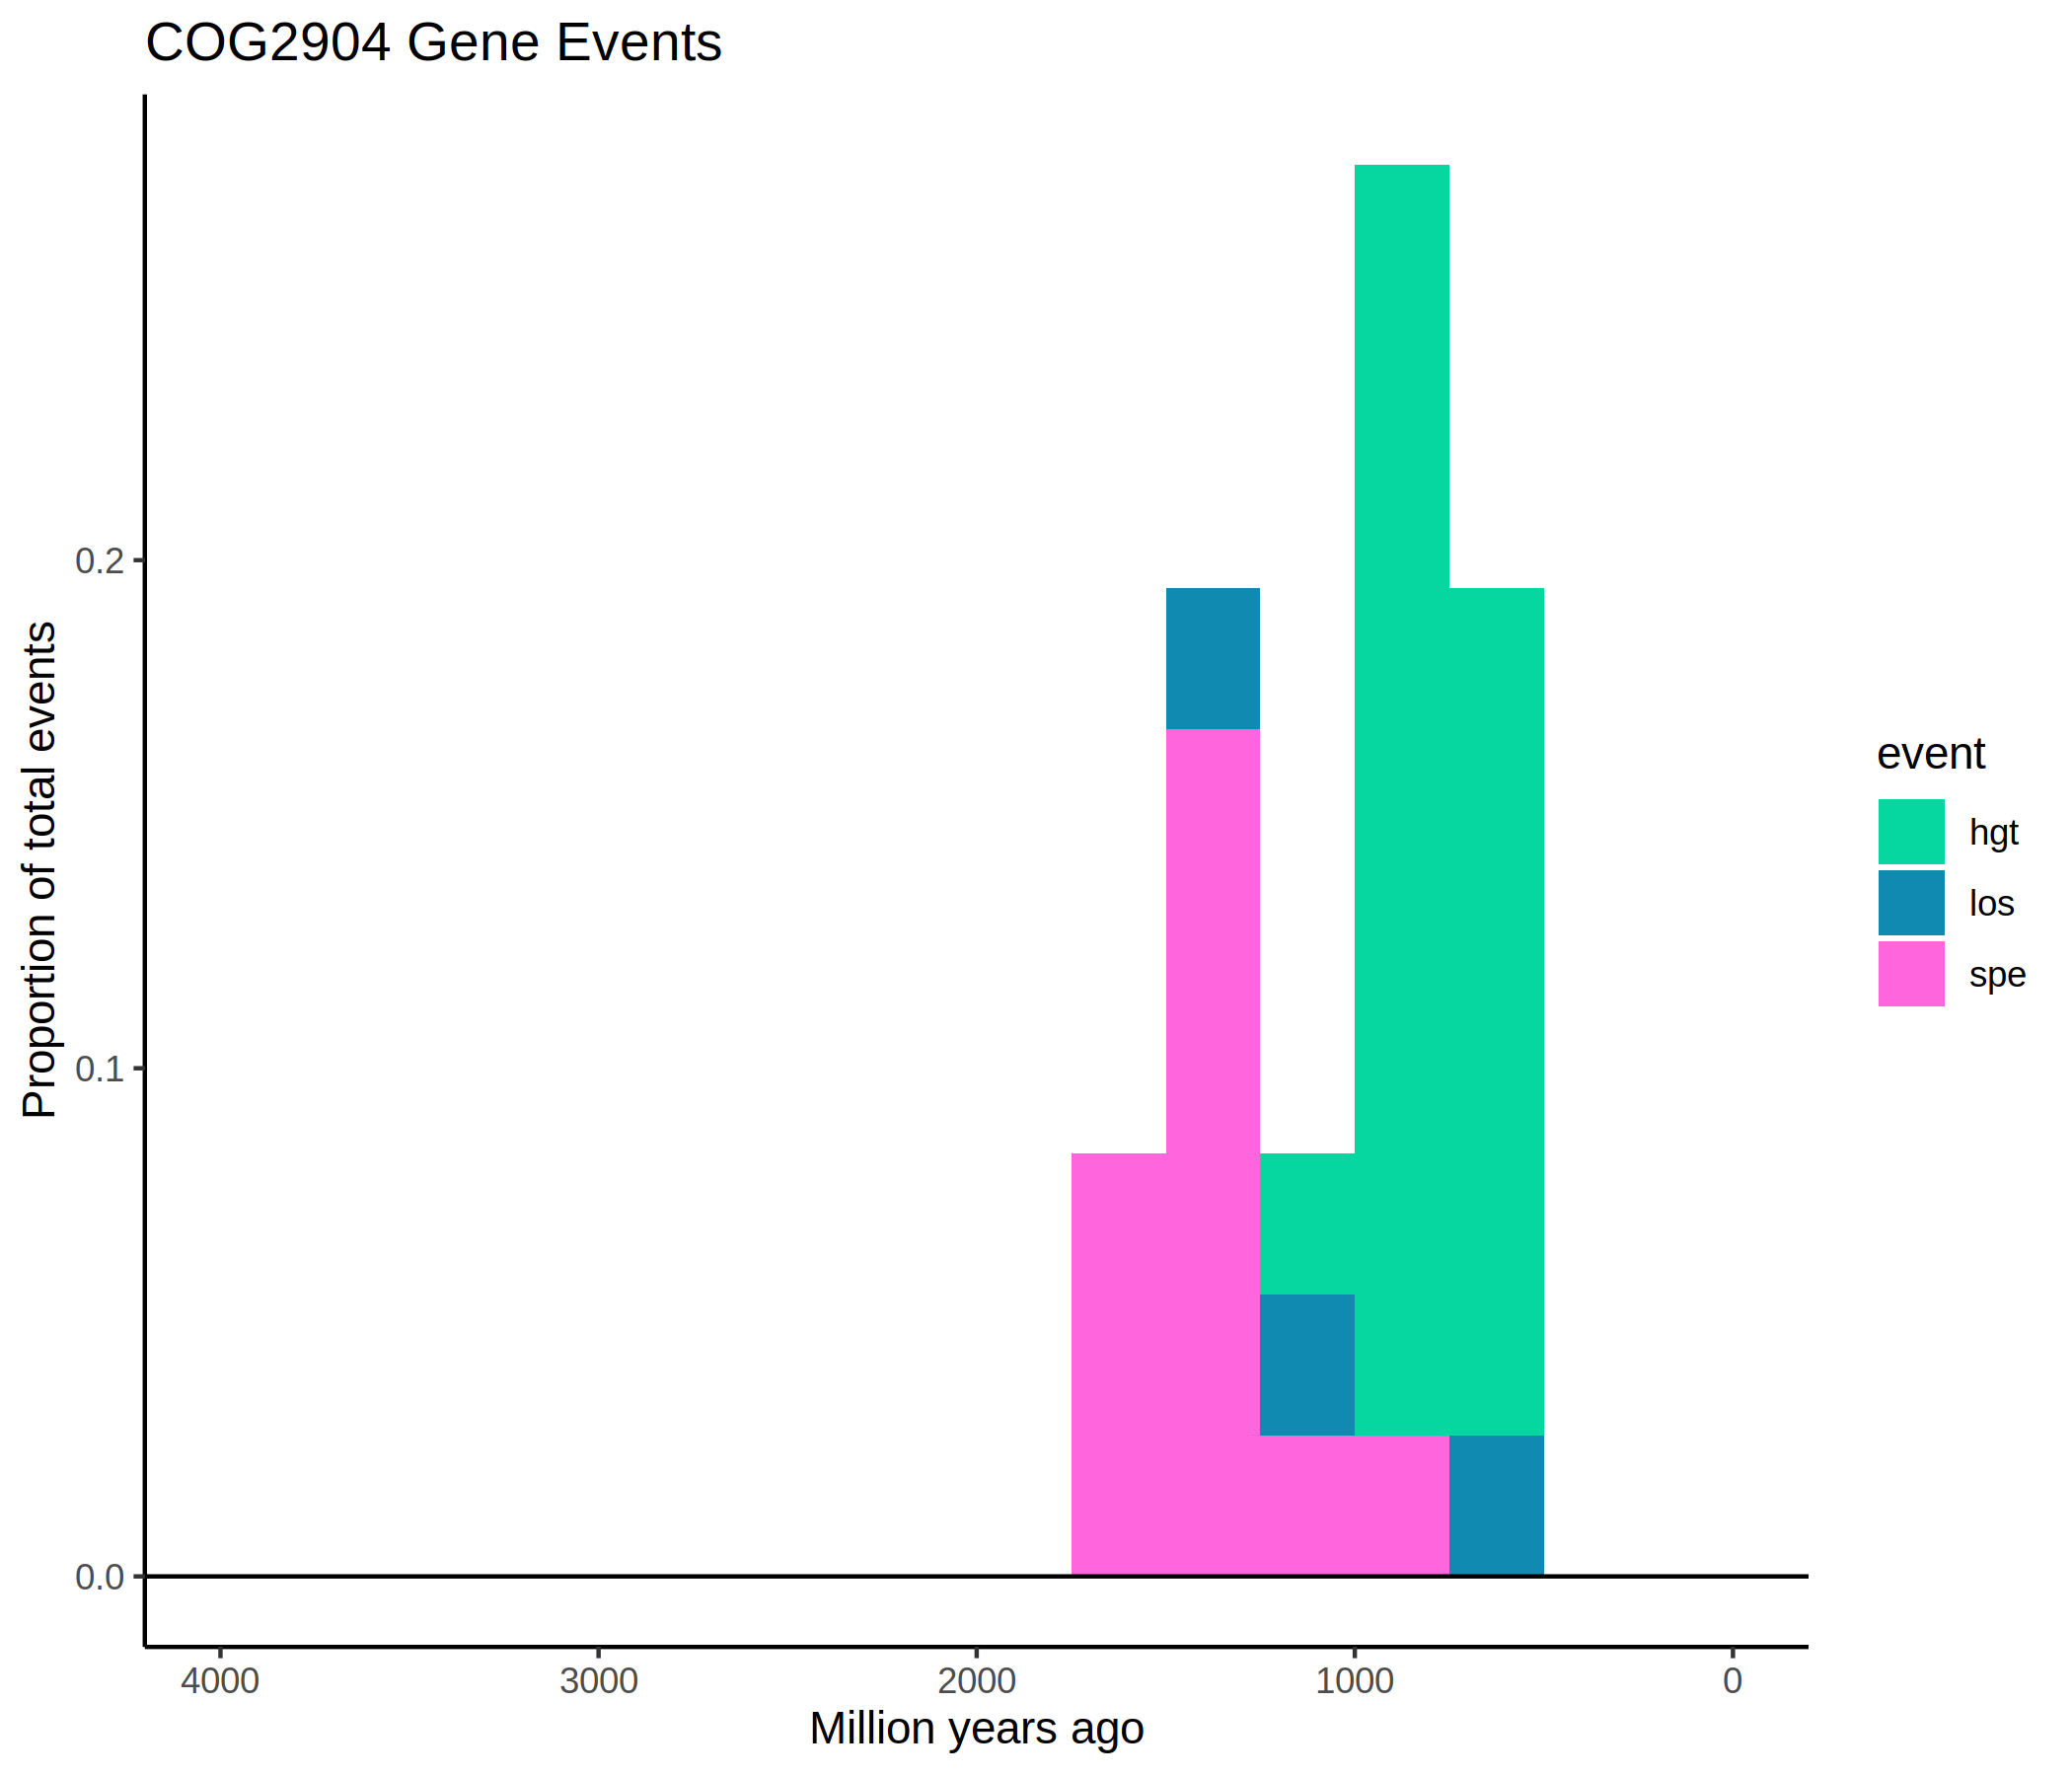 COG2904 Gene Events
Proportion of total events
0.2
0.1
0.0
4000 3000 2000 1000 0
Million years ago
event
hgt
los
spe